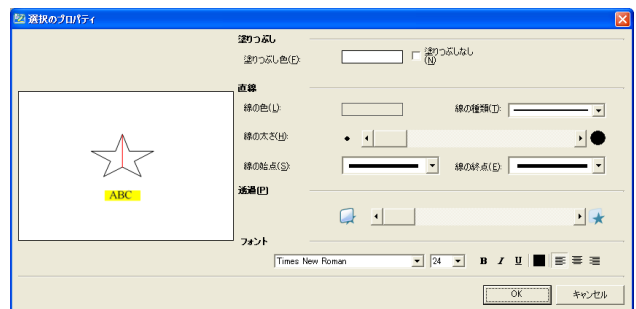 選択のプロパティ
塗りつぶし
塗りつぶし色(F):
塗りつぶしなし
(N)
直線
線の色(L):
線の種類(T):
線の太さ(H):
線の始点(S):
線の終点(E):
ABC
透過(P)
フォント
Times New Roman
24
B I U
OK
キャンセル